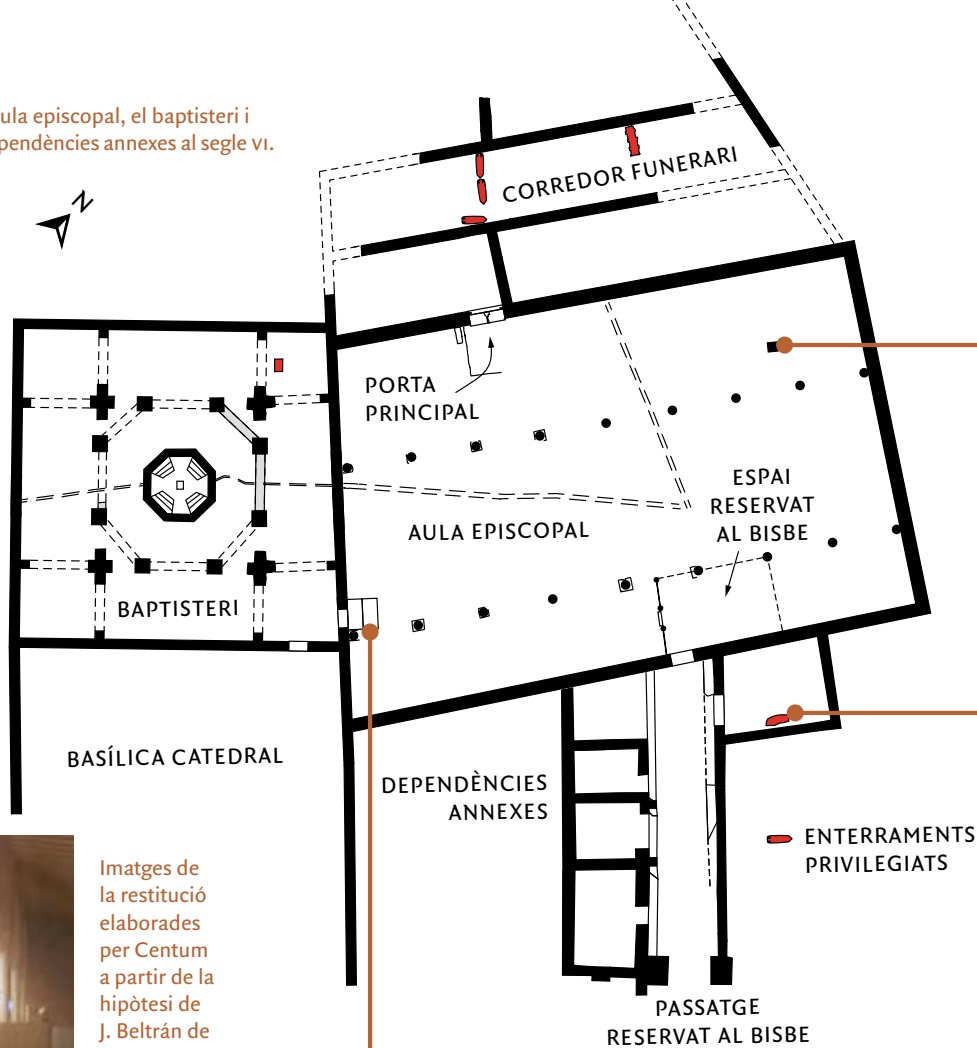 ula episcopal, el baptisteri i
pendències annexes al segle VI.
N
CORREDOR FUNERARI
PORTA
PRINCIPAL
ESPAI
RESERVAT
AL BISBE
AULA EPISCOPAL
BAPTISTERI
BASÍLICA CATEDRAL
DEPENDÈNCIES
ANNEXES
ENTERRAMENTS
PRIVILEGIATS
Imatges de
la restitució
elaborades
per Centum
a partir de la
hipòtesi de
J. Beltrán de
PASSATGE
RESERVAT AL BISBE